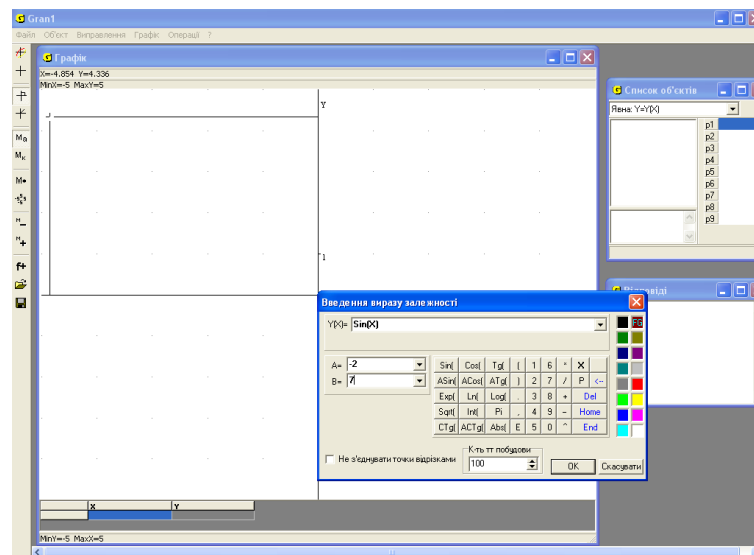 Gran1
Файл Об'єкт Виправлення Графік Операції ?
Графік
X=-4.854 Y=4.336
MinX=-5 MaxY=5
Y
1
Список об'єктів
Явна: Y=Y(X)
p1
p2
p3
p4
p5
p6
p7
p8
p9
Відповіді
Введення виразу залежності
Y(X)= Sin(X)
A= -2
B= 7
Sin( Cos( Tg( ( 1 6 * X
ASin( ACos( ATg( ) 2 7 / P <--
Exp( Ln( Log( . 3 8 + Del
Sqrt( Int( Pi , 4 9 - Home
CTg( ACTg( Abs( E 5 0 ^ End
FG
Не з'єднувати точки відрізками
К-ть тт побудови
100
OK Скасувати
X Y
MinY=-5 MaxX=5